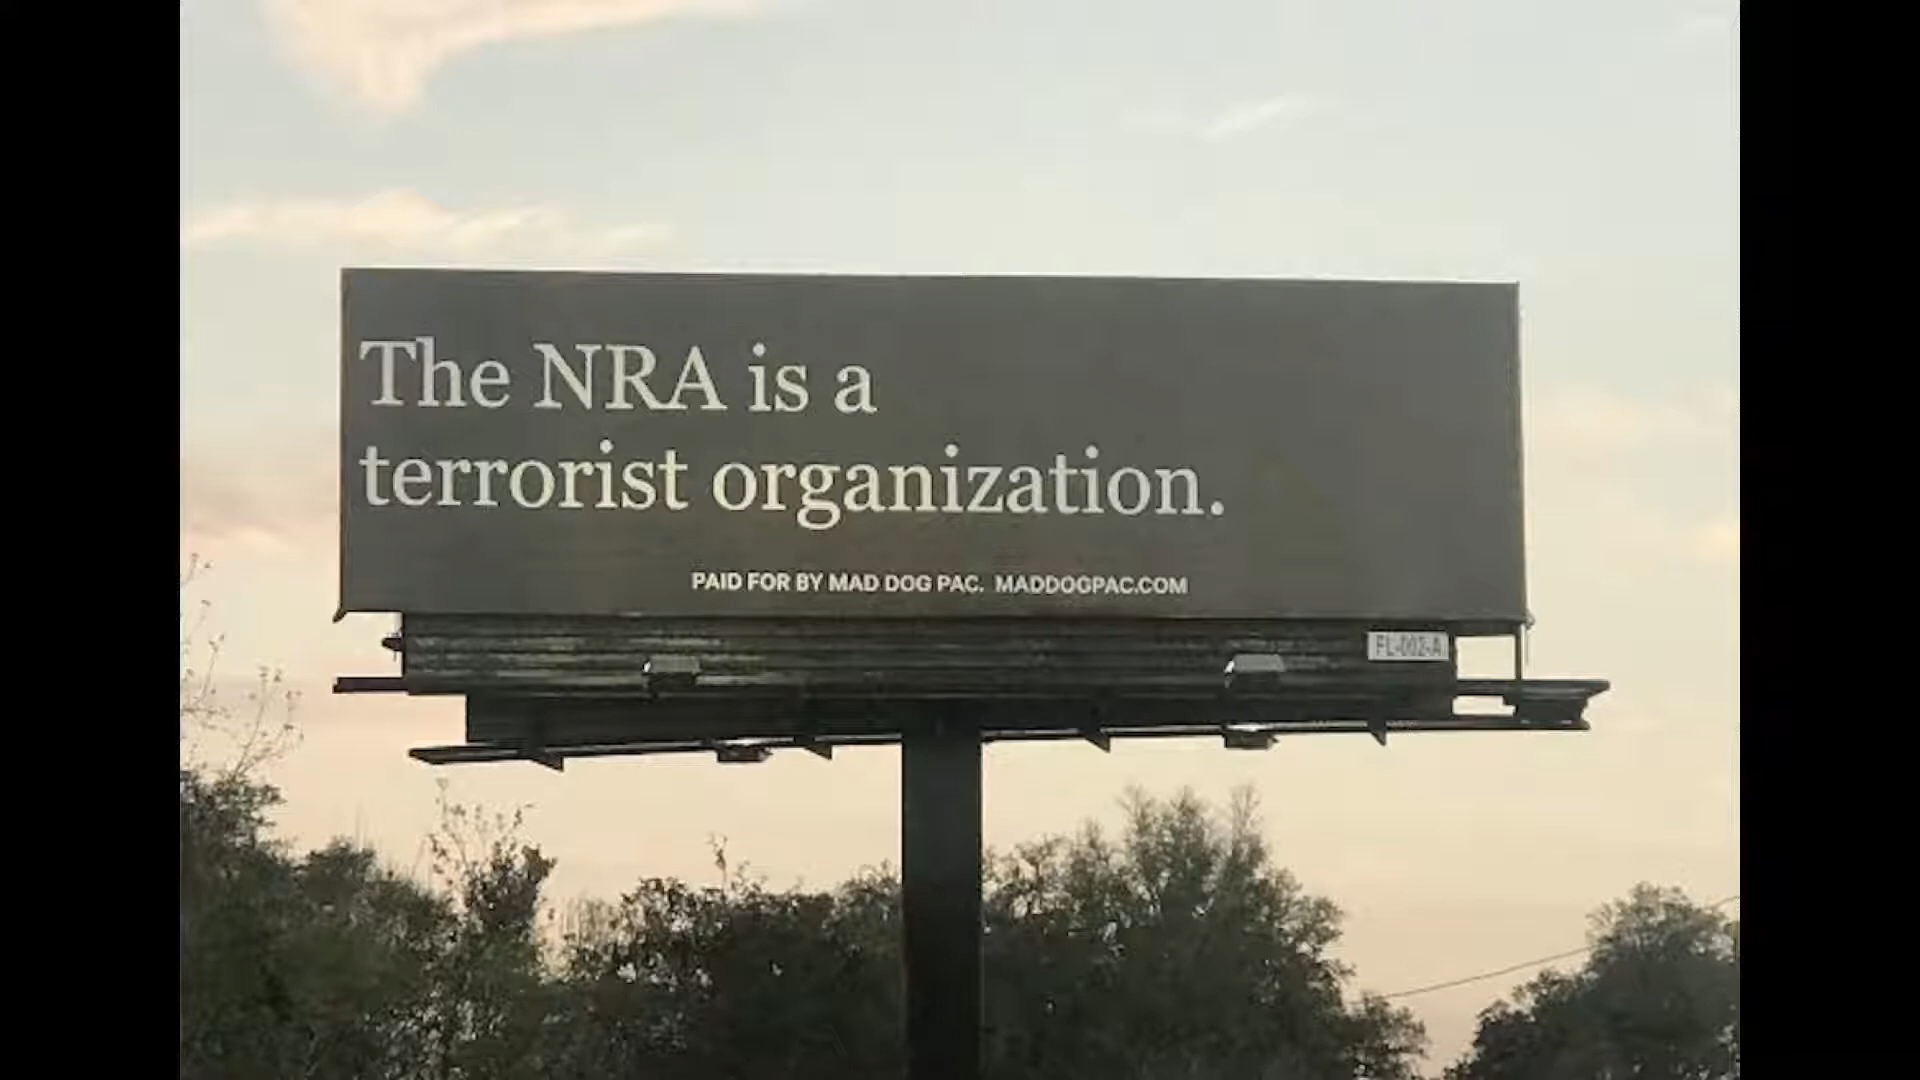 The NRA is a
terrorist organization.
PAID FOR BY MAD DOG PAC. MADDOGPAC.COM
FL-002-A